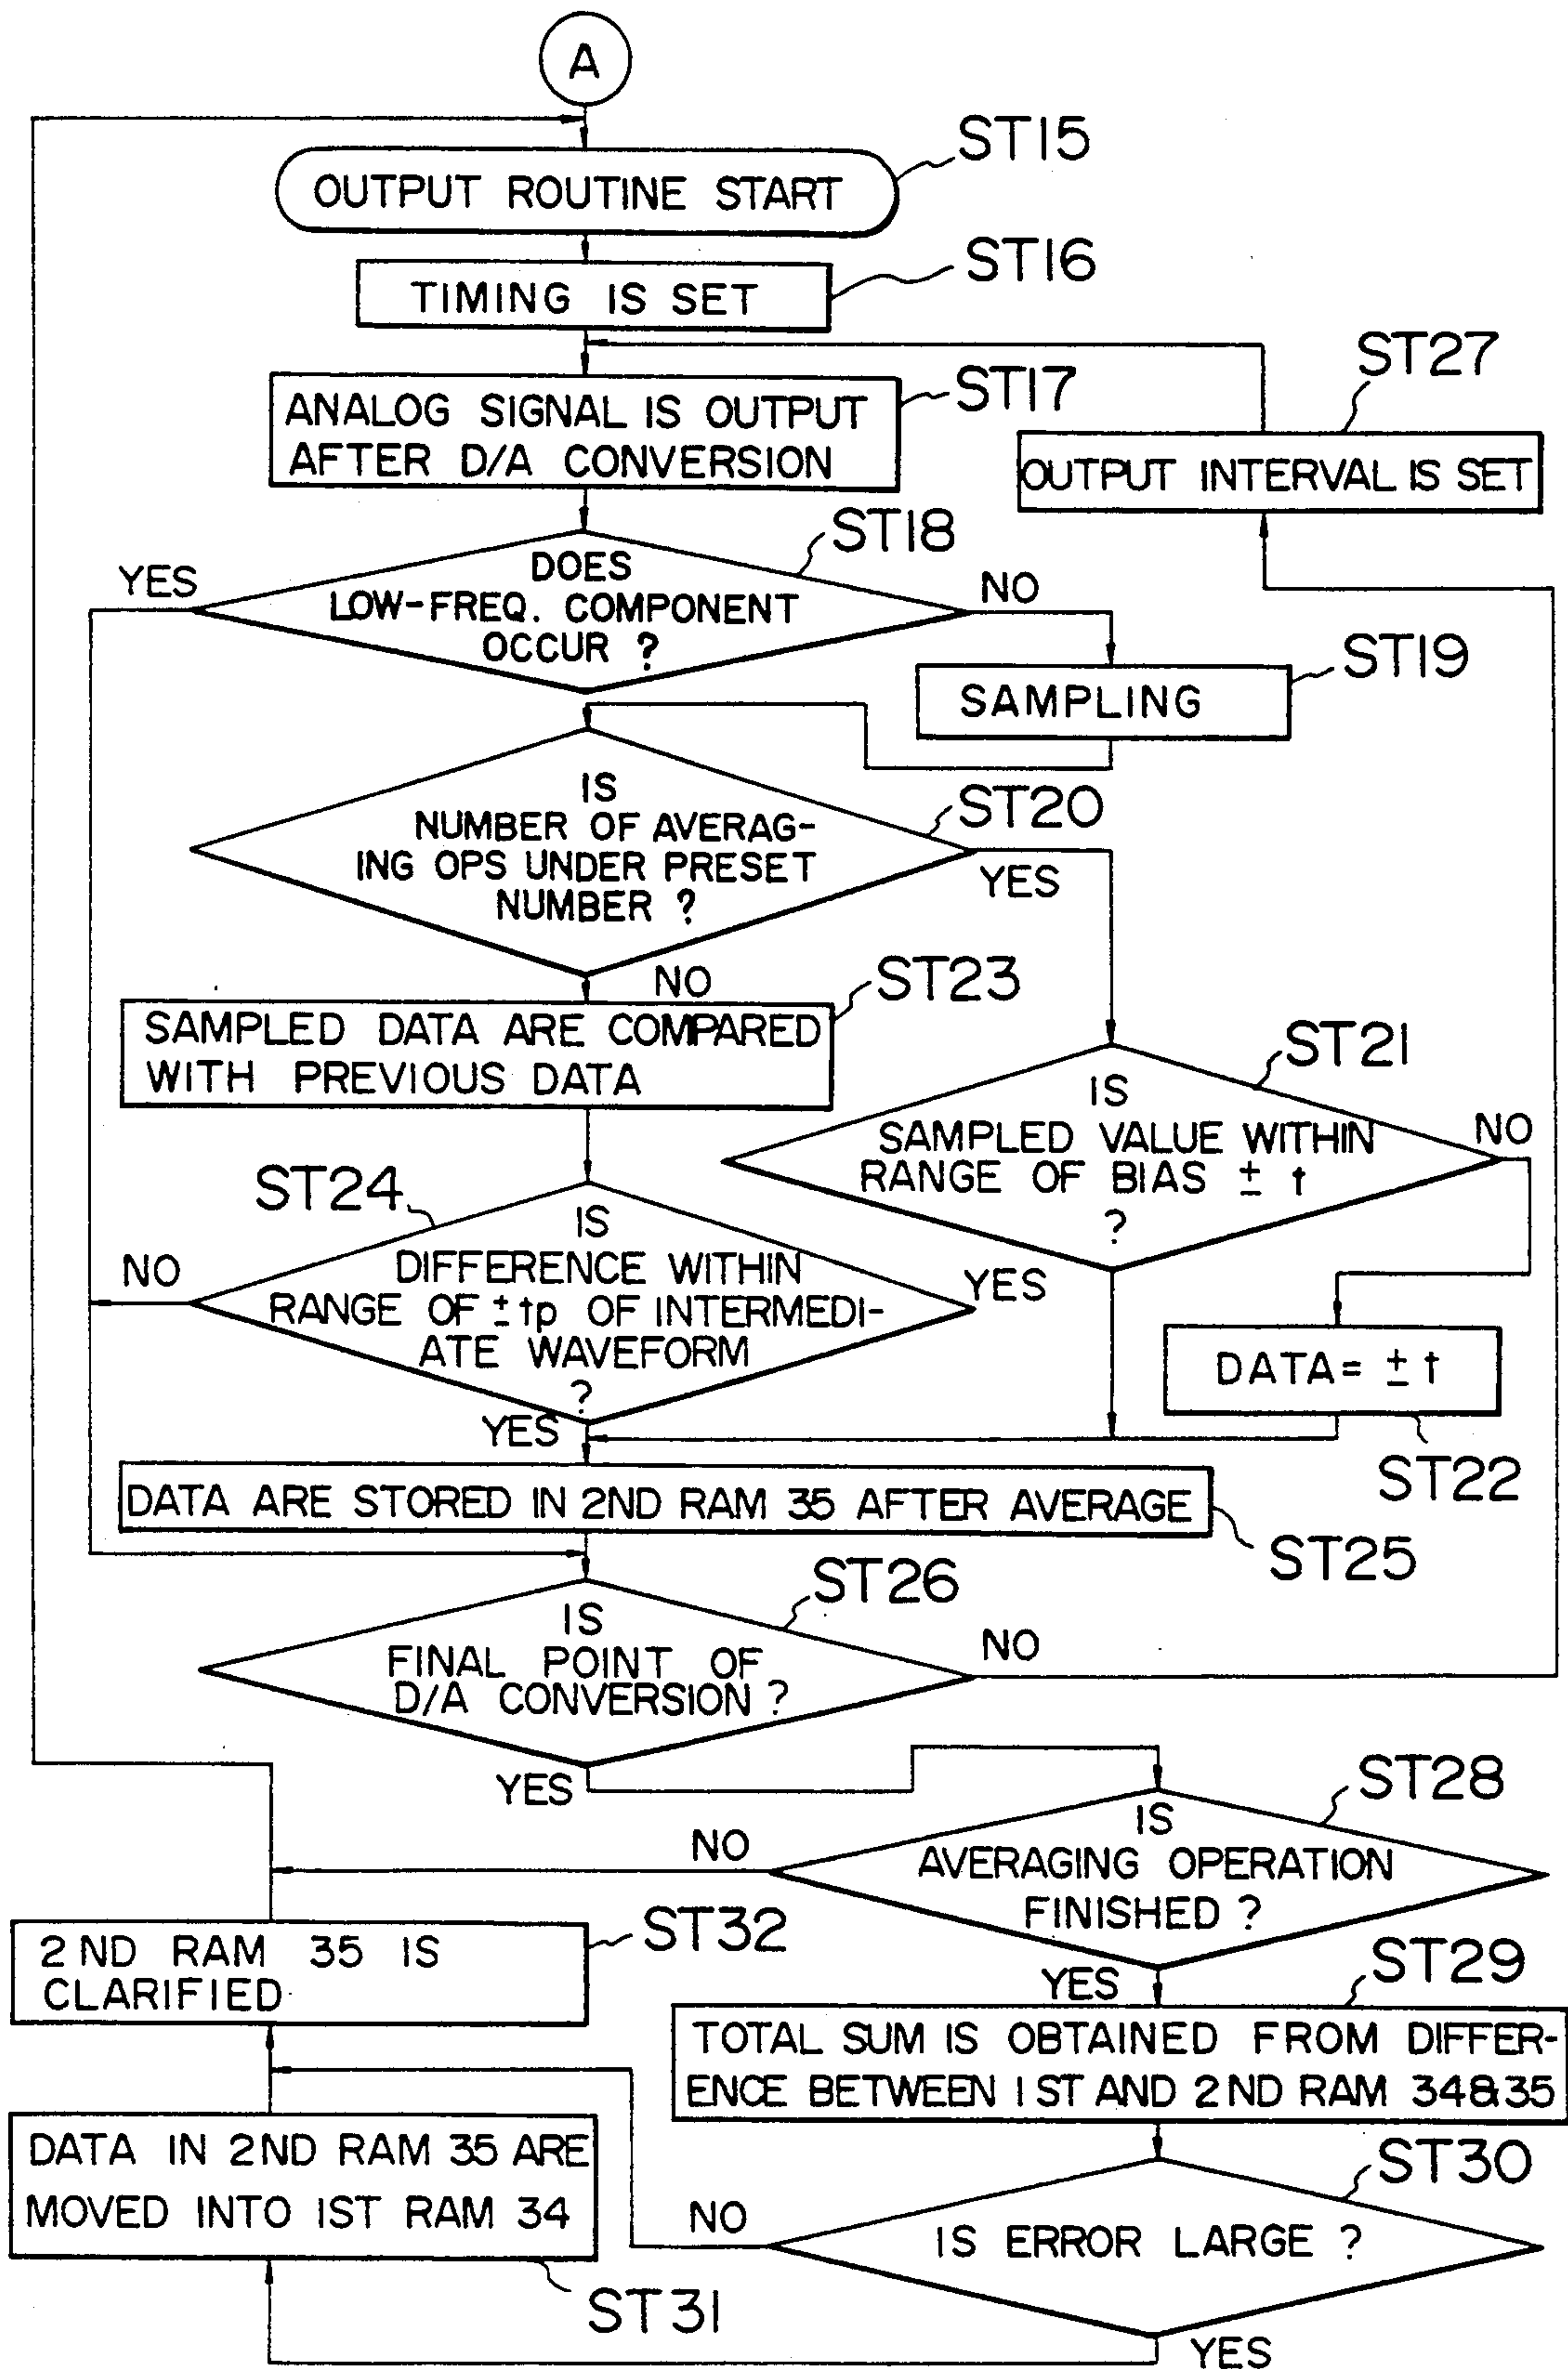 A
ST15
OUTPUT ROUTINE START
ST16
TIMING IS SET
ST27
ST17
ANALOG SIGNAL IS OUTPUT
AFTER D/A CONVERSION
OUTPUT INTERVAL IS SET
ST18
YES
DOES
LOW-FREQ. COMPONENT
OCCUR ?
NO
ST19
SAMPLING
IS
NUMBER OF AVERAG-
ING OPS UNDER PRESET
NUMBER ?
ST20
YES
NO
ST23
SAMPLED DATA ARE COMPARED
WITH PREVIOUS DATA
ST21
IS
SAMPLED VALUE WITHIN
RANGE OF BIAS ± t
?
NO
ST24
IS
DIFFERENCE WITHIN
RANGE OF ±tp OF INTERMEDI-
ATE WAVEFORM
?
NO
YES
YES
DATA= ± t
YES
ST22
DATA ARE STORED IN 2ND RAM 35 AFTER AVERAGE
ST25
ST26
IS
FINAL POINT OF
D/A CONVERSION ?
NO
YES
ST28
IS
AVERAGING OPERATION
FINISHED ?
NO
ST32
2ND RAM 35 IS
CLARIFIED
YES
ST29
TOTAL SUM IS OBTAINED FROM DIFFER-
ENCE BETWEEN 1ST AND 2ND RAM 34&35
DATA IN 2ND RAM 35 ARE
MOVED INTO 1ST RAM 34
ST30
NO
IS ERROR LARGE ?
ST31
YES